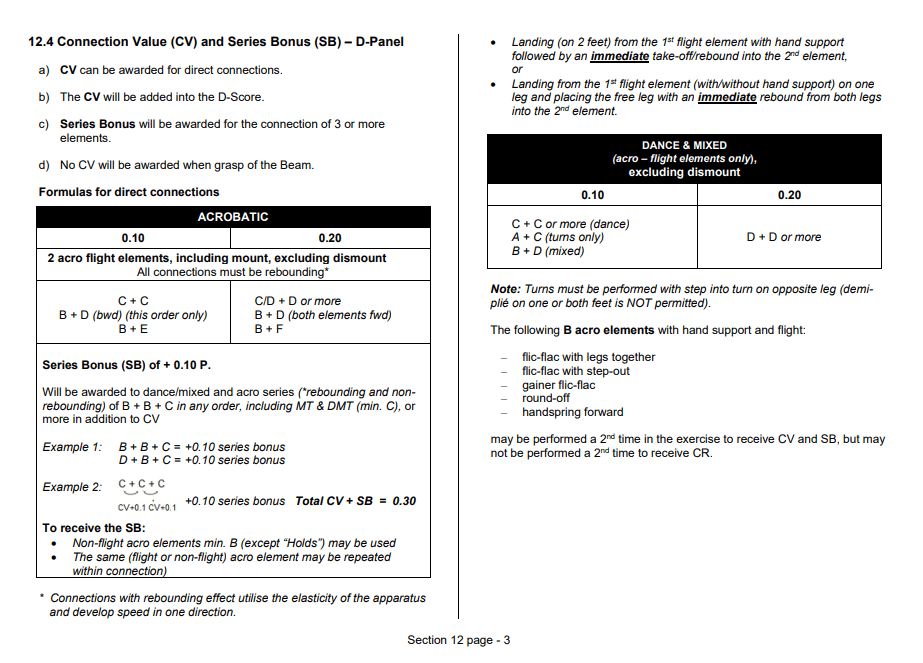 12.4 Connection Value (CV) and Series Bonus (SB) – D-Panel
a) CV can be awarded for direct connections.
b) The CV will be added into the D-Score.
c) Series Bonus will be awarded for the connection of 3 or more
elements.
d) No CV will be awarded when grasp of the Beam.
Formulas for direct connections
ACROBATIC
0.10 0.20
2 acro flight elements, including mount, excluding dismount
All connections must be rebounding*
C + C
B + D (bwd) (this order only)
B + E
C/D + D or more
B + D (both elements fwd)
B + F
Series Bonus (SB) of + 0.10 P.
Will be awarded to dance/mixed and acro series (*rebounding and non-
rebounding) of B + B + C in any order, including MT & DMT (min. C), or
more in addition to CV
Example 1: B + B + C = +0.10 series bonus
D + B + C = +0.10 series bonus
Example 2: C + C + C
CV+0.1 CV+0.1 +0.10 series bonus Total CV + SB = 0.30
To receive the SB:
• Non-flight acro elements min. B (except “Holds”) may be used
• The same (flight or non-flight) acro element may be repeated
within connection)
* Connections with rebounding effect utilise the elasticity of the apparatus
and develop speed in one direction.
• Landing (on 2 feet) from the 1st flight element with hand support
followed by an immediate take-off/rebound into the 2nd element,
or
• Landing from the 1st flight element (with/without hand support) on one
leg and placing the free leg with an immediate rebound from both legs
into the 2nd element.
DANCE & MIXED
(acro – flight elements only),
excluding dismount
0.10 0.20
C + C or more (dance)
A + C (turns only)
B + D (mixed)
D + D or more
Note: Turns must be performed with step into turn on opposite leg (demi-
plié on one or both feet is NOT permitted).
The following B acro elements with hand support and flight:
– flic-flac with legs together
– flic-flac with step-out
– gainer flic-flac
– round-off
– handspring forward
may be performed a 2nd time in the exercise to receive CV and SB, but may
not be performed a 2nd time to receive CR.
Section 12 page - 3